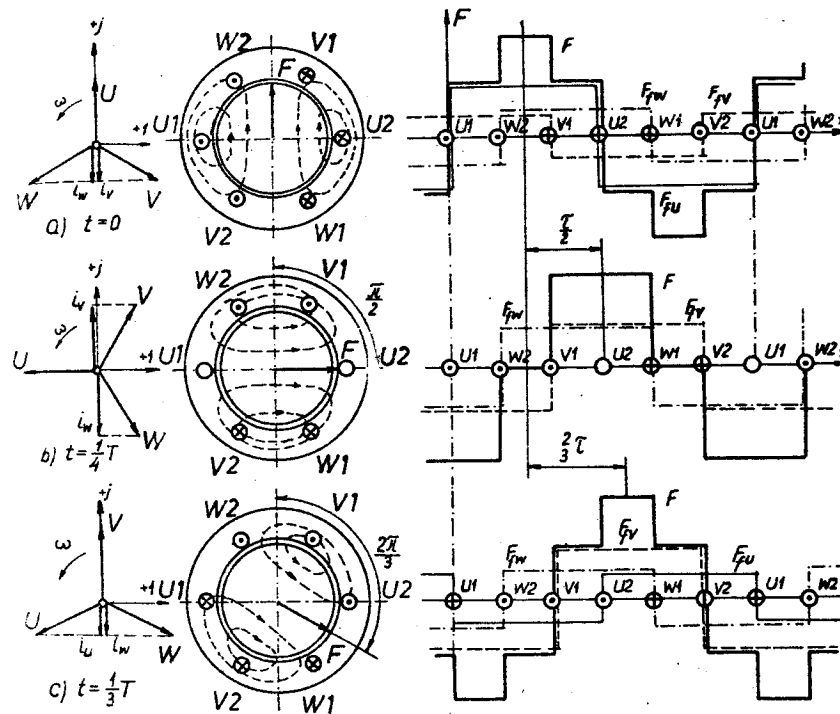 +j
U
ω
+1
W
i_w
i_v
V
a) t=0
W2
V1
F
U1
U2
V2
W1
F
F
F_fw
F_fv
U1
W2
V1
U2
W1
V2
U1
W2
F_fu
τ/2
+j
i_v
V
ω
U
+1
i_w
W
b) t=1/4 T
W2
V1
π/2
U1
F
U2
V2
W1
F_fw
F
F_fv
U1
W2
V1
U2
W1
V2
U1
W2
2/3 τ
+j
V
ω
+1
U
i_u
i_w
W
c) t=1/3 T
W2
V1
2π/3
U1
U2
F
V2
W1
F
F_fv
F_fw
F_fu
U1
W2
V1
U2
W1
V2
U1
W2